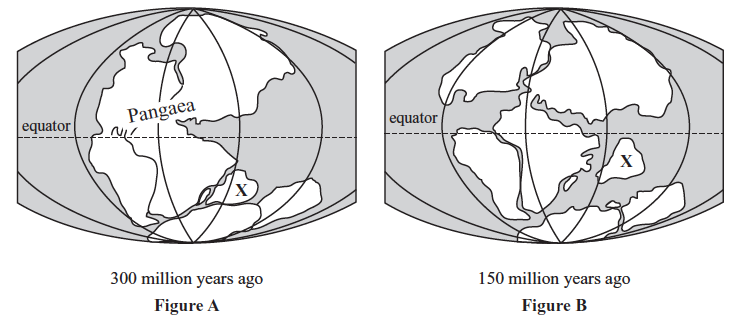 Pangaea
equator
X
300 million years ago
Figure A
equator
X
150 million years ago
Figure B